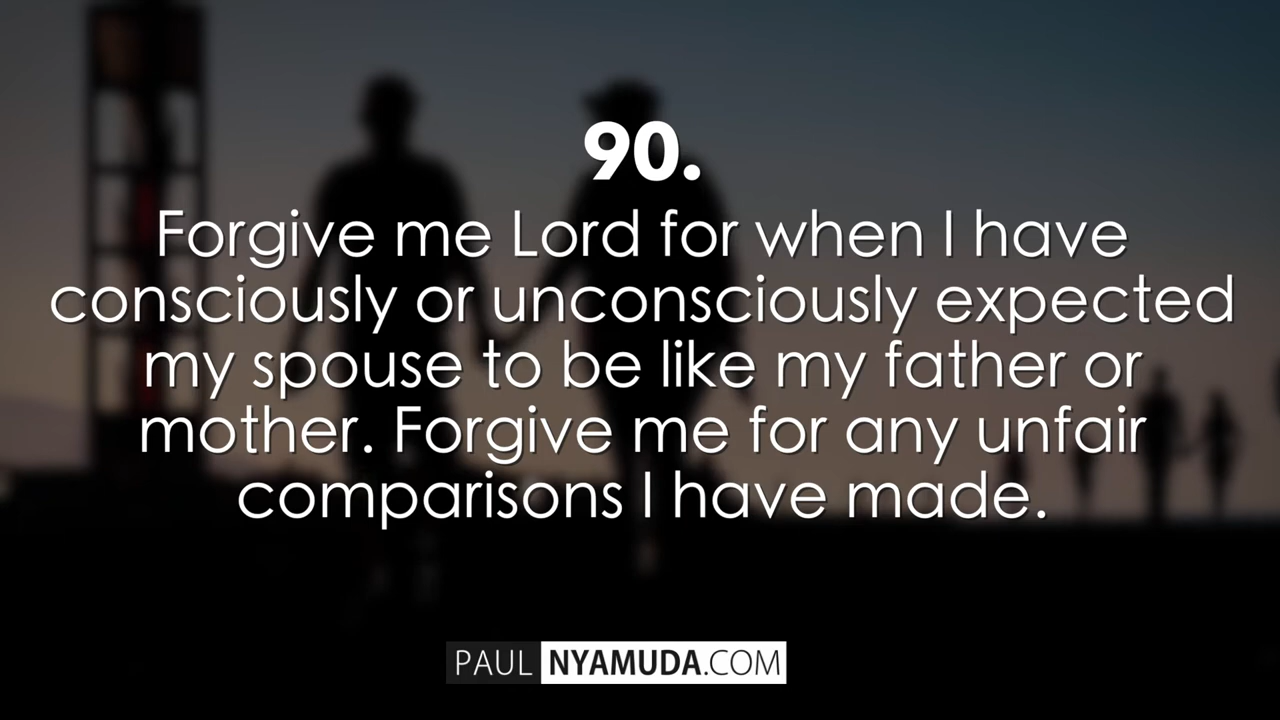 90.
Forgive me Lord for when I have
consciously or unconsciously expected
my spouse to be like my father or
mother. Forgive me for any unfair
comparisons I have made.
PAUL NYAMUDA.COM